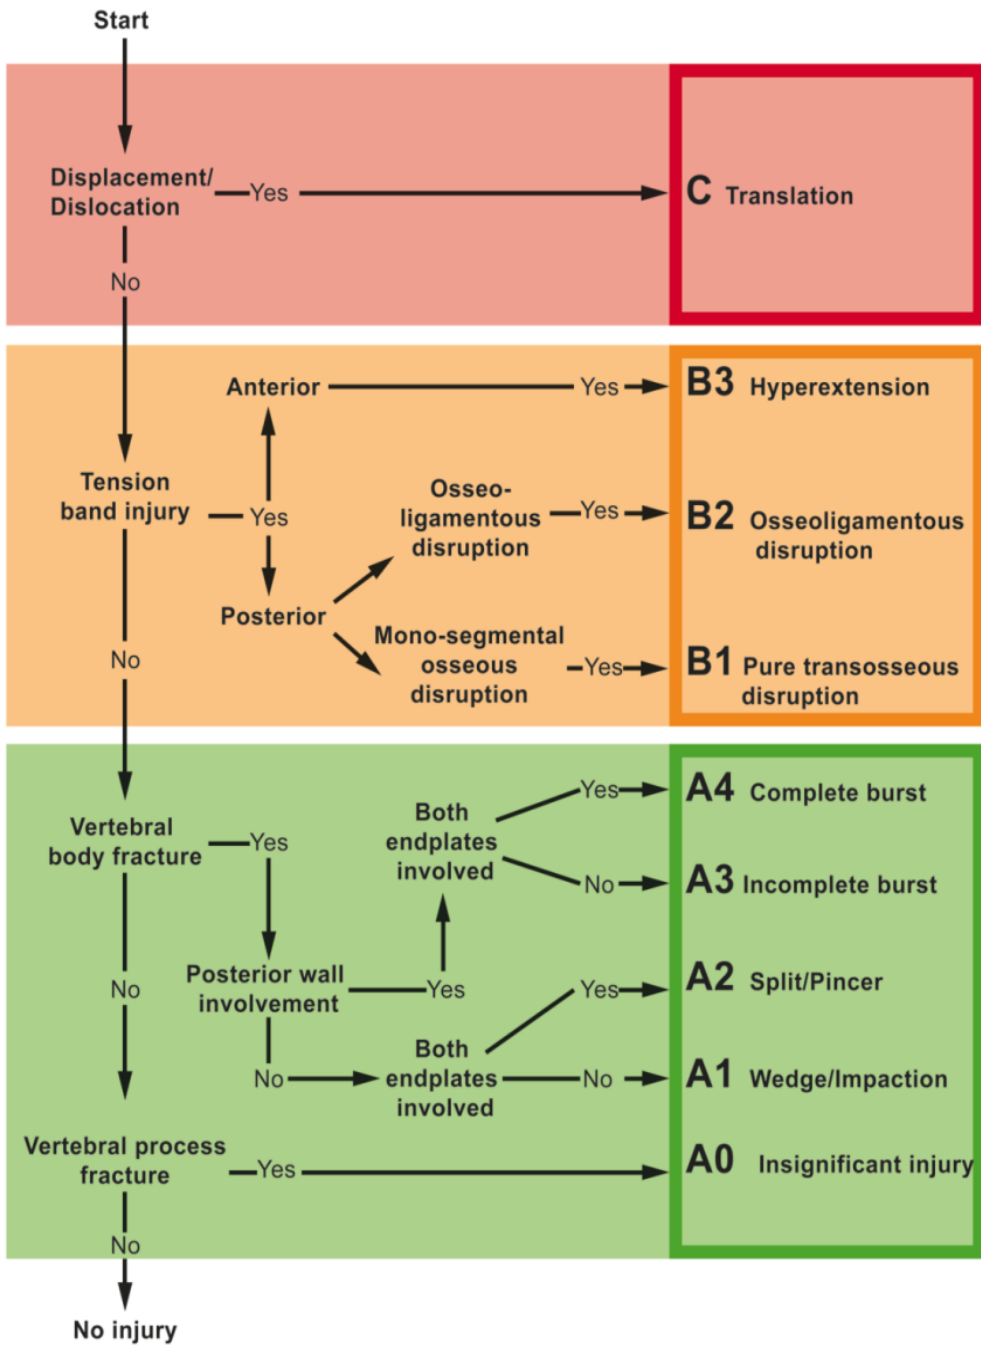 Start
Displacement/
Dislocation
Yes
C Translation
No
Anterior
Yes
B3 Hyperextension
Tension
band injury
Yes
Osseo-
ligamentous
disruption
Yes
B2 Osseoligamentous
disruption
Posterior
Mono-segmental
osseous
disruption
Yes
B1 Pure transosseous
disruption
No
Vertebral
body fracture
Yes
Both
endplates
involved
Yes
A4 Complete burst
No
A3 Incomplete burst
No
Posterior wall
involvement
Yes
Yes
A2 Split/Pincer
No
Both
endplates
involved
No
A1 Wedge/Impaction
Vertebral process
fracture
Yes
A0 Insignificant injury
No
No injury